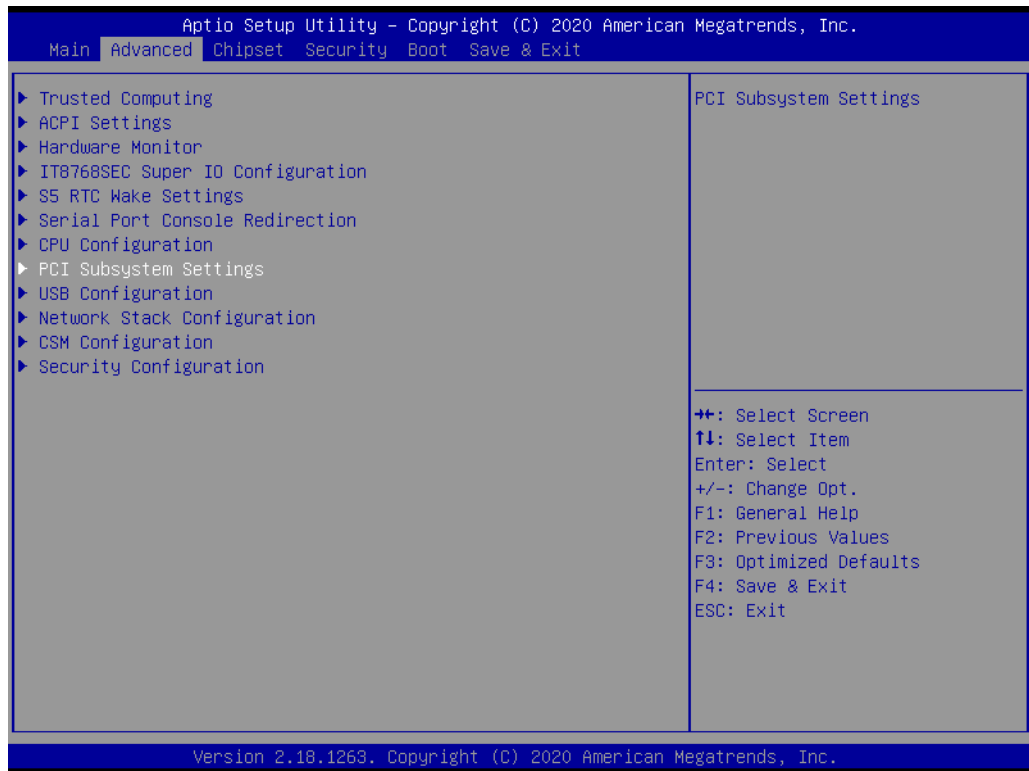 Aptio Setup Utility – Copyright (C) 2020 American Megatrends, Inc.
Main Advanced Chipset Security Boot Save & Exit
▶ Trusted Computing
▶ ACPI Settings
▶ Hardware Monitor
▶ IT8768SEC Super IO Configuration
▶ S5 RTC Wake Settings
▶ Serial Port Console Redirection
▶ CPU Configuration
▶ PCI Subsystem Settings
▶ USB Configuration
▶ Network Stack Configuration
▶ CSM Configuration
▶ Security Configuration
PCI Subsystem Settings
→←: Select Screen
↑↓: Select Item
Enter: Select
+/-: Change Opt.
F1: General Help
F2: Previous Values
F3: Optimized Defaults
F4: Save & Exit
ESC: Exit
Version 2.18.1263. Copyright (C) 2020 American Megatrends, Inc.